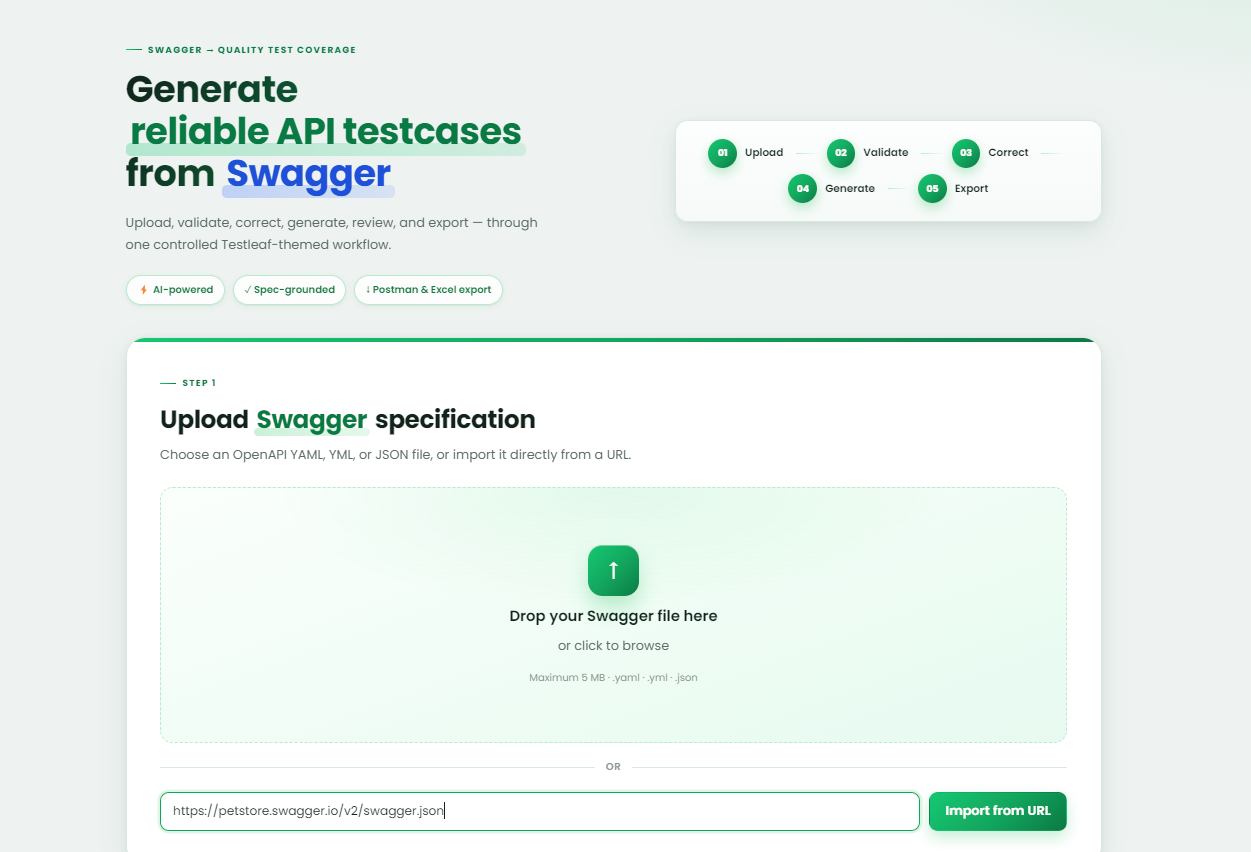 SWAGGER → QUALITY TEST COVERAGE
Generate
reliable API testcases
from Swagger
Upload, validate, correct, generate, review, and export — through
one controlled Testleaf-themed workflow.
AI-powered
✓ Spec-grounded
↓ Postman & Excel export
01 Upload 02 Validate 03 Correct
04 Generate 05 Export
STEP 1
Upload Swagger specification
Choose an OpenAPI YAML, YML, or JSON file, or import it directly from a URL.
↑
Drop your Swagger file here
or click to browse
Maximum 5 MB · .yaml · .yml · .json
OR
https://petstore.swagger.io/v2/swagger.json
Import from URL